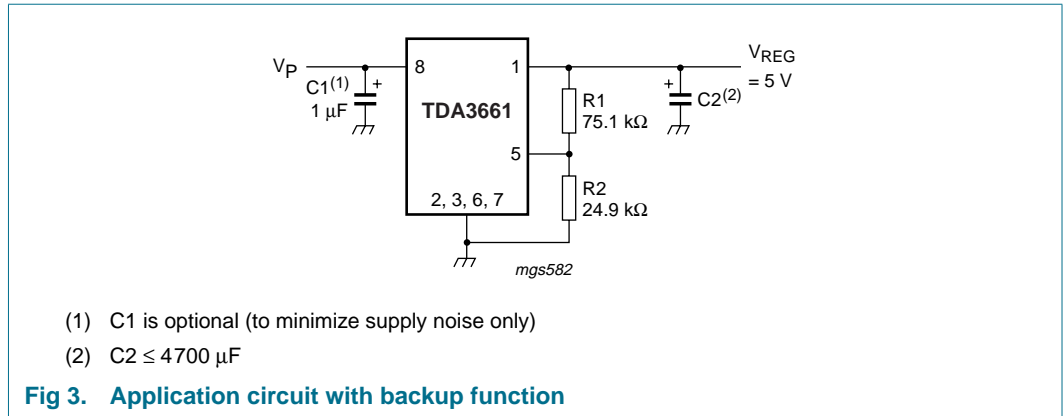 V_P
C1(1)
+
1 μF
8
1
TDA3661
5
2, 3, 6, 7
R1
75.1 kΩ
R2
24.9 kΩ
+
C2(2)
V_REG
= 5 V
mgs582
(1) C1 is optional (to minimize supply noise only)
(2) C2 ≤ 4700 μF
Fig 3. Application circuit with backup function